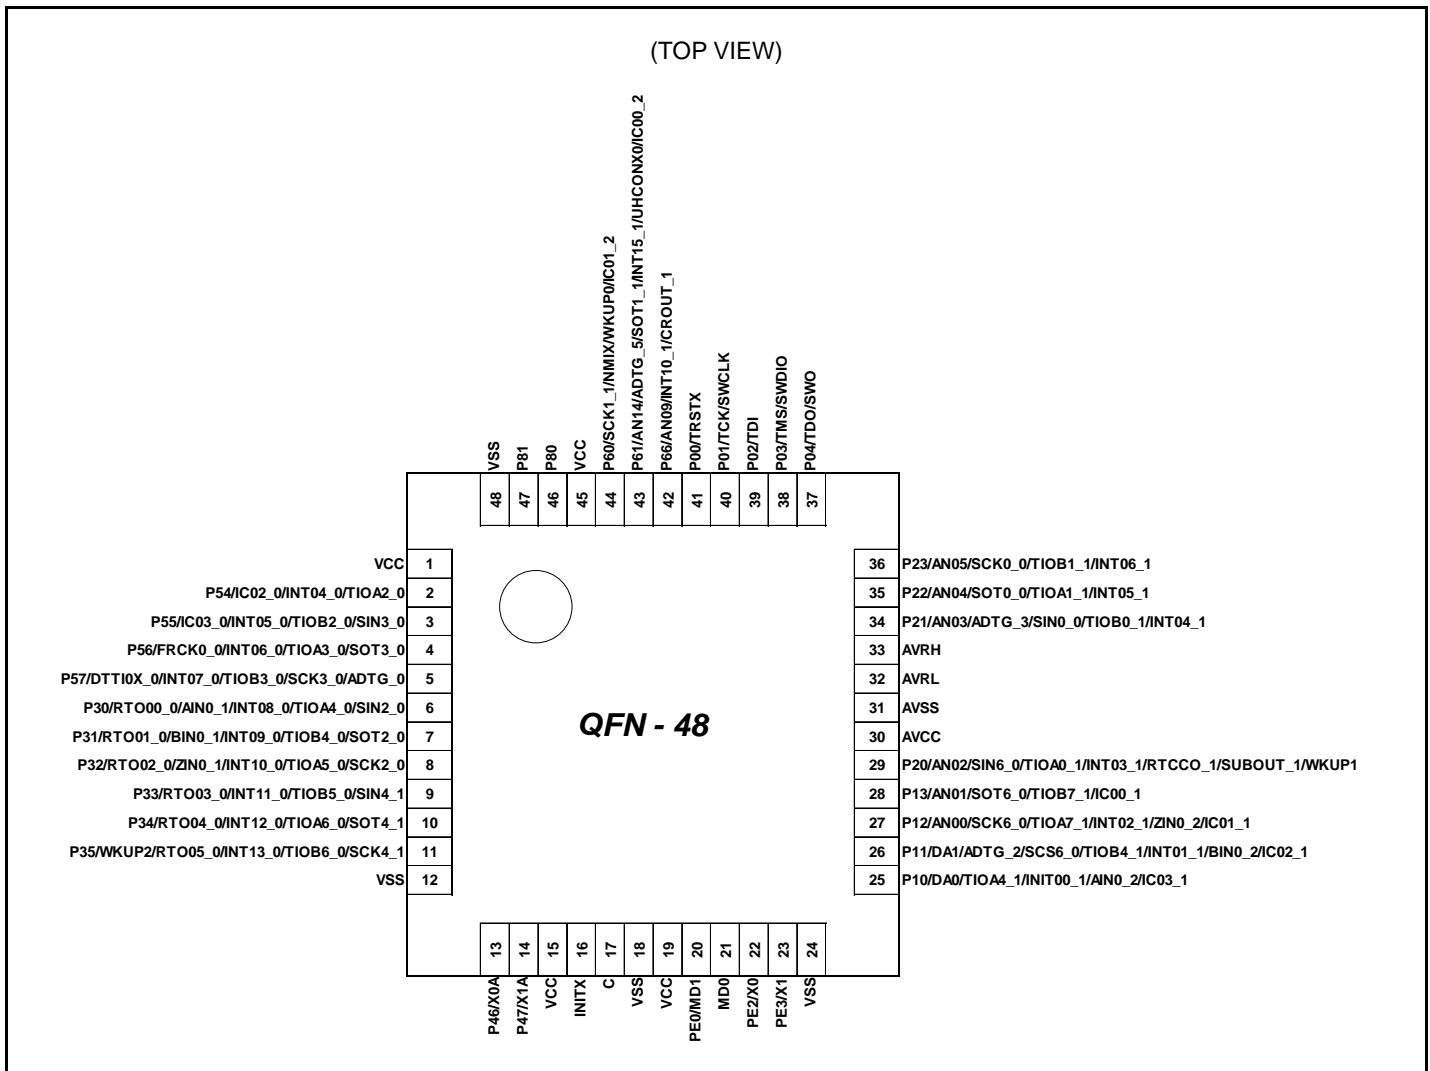 (TOP VIEW)
VSS
P81
P80
VCC
P60/SCK1_1/NMIX/WKUP0/IC01_2
P61/AN14/ADTG_5/SOT1_1/INT15_1/UHCONX0/IC00_2
P66/AN09/INT10_1/CROUT_1
P00/TRSTX
P01/TCK/SWCLK
P02/TDI
P03/TMS/SWDIO
P04/TDO/SWO
48
47
46
45
44
43
42
41
40
39
38
37
VCC 1
P54/IC02_0/INT04_0/TIOA2_0 2
P55/IC03_0/INT05_0/TIOB2_0/SIN3_0 3
P56/FRCK0_0/INT06_0/TIOA3_0/SOT3_0 4
P57/DTTI0X_0/INT07_0/TIOB3_0/SCK3_0/ADTG_0 5
P30/RTO00_0/AIN0_1/INT08_0/TIOA4_0/SIN2_0 6
P31/RTO01_0/BIN0_1/INT09_0/TIOB4_0/SOT2_0 7
P32/RTO02_0/ZIN0_1/INT10_0/TIOA5_0/SCK2_0 8
P33/RTO03_0/INT11_0/TIOB5_0/SIN4_1 9
P34/RTO04_0/INT12_0/TIOA6_0/SOT4_1 10
P35/WKUP2/RTO05_0/INT13_0/TIOB6_0/SCK4_1 11
VSS 12
QFN - 48
36 P23/AN05/SCK0_0/TIOB1_1/INT06_1
35 P22/AN04/SOT0_0/TIOA1_1/INT05_1
34 P21/AN03/ADTG_3/SIN0_0/TIOB0_1/INT04_1
33 AVRH
32 AVRL
31 AVSS
30 AVCC
29 P20/AN02/SIN6_0/TIOA0_1/INT03_1/RTCCO_1/SUBOUT_1/WKUP1
28 P13/AN01/SOT6_0/TIOB7_1/IC00_1
27 P12/AN00/SCK6_0/TIOA7_1/INT02_1/ZIN0_2/IC01_1
26 P11/DA1/ADTG_2/SCS6_0/TIOB4_1/INT01_1/BIN0_2/IC02_1
25 P10/DA0/TIOA4_1/INIT00_1/AIN0_2/IC03_1
13
14
15
16
17
18
19
20
21
22
23
24
P46/X0A
P47/X1A
VCC
INITX
C
VSS
VCC
PE0/MD1
MD0
PE2/X0
PE3/X1
VSS